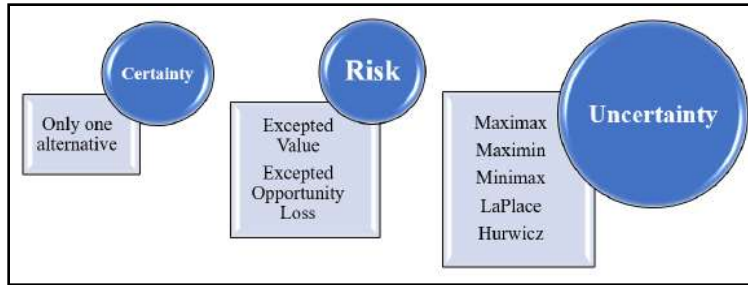 Certainty
Only one
alternative
Risk
Excepted
Value
Excepted
Opportunity
Loss
Uncertainty
Maximax
Maximin
Minimax
LaPlace
Hurwicz